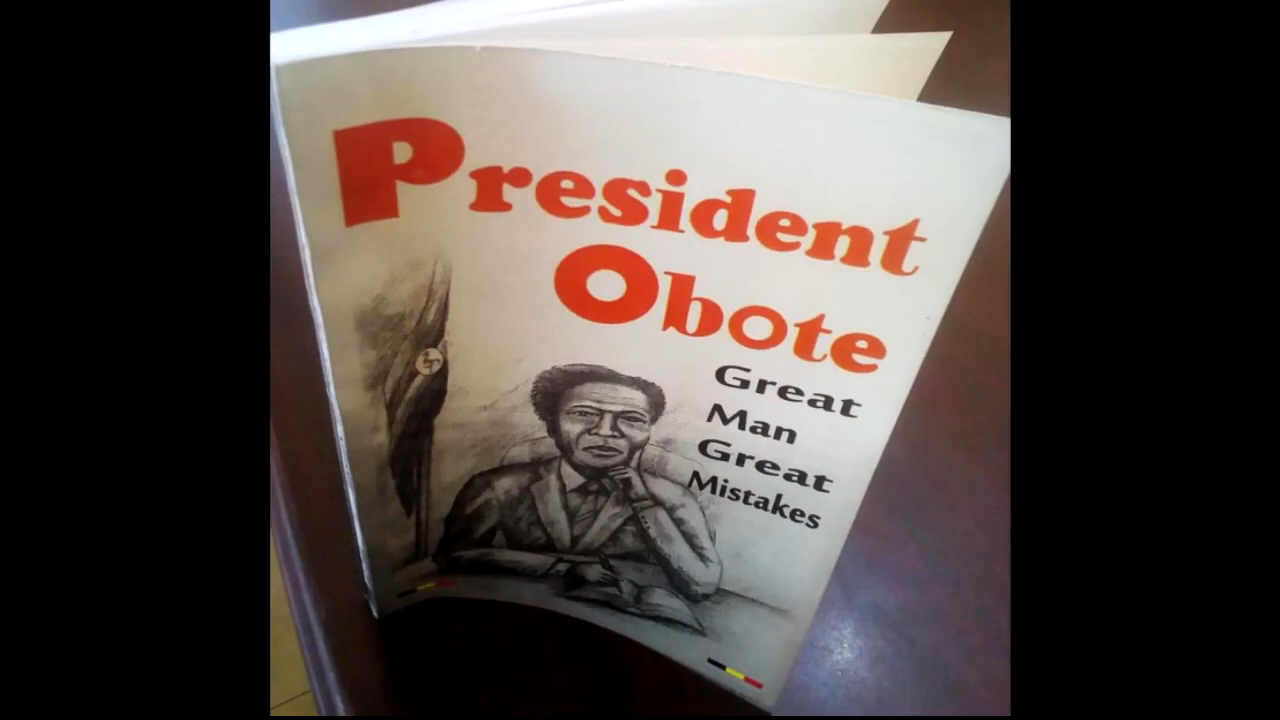 President
Obote
Great
Man
Great
Mistakes